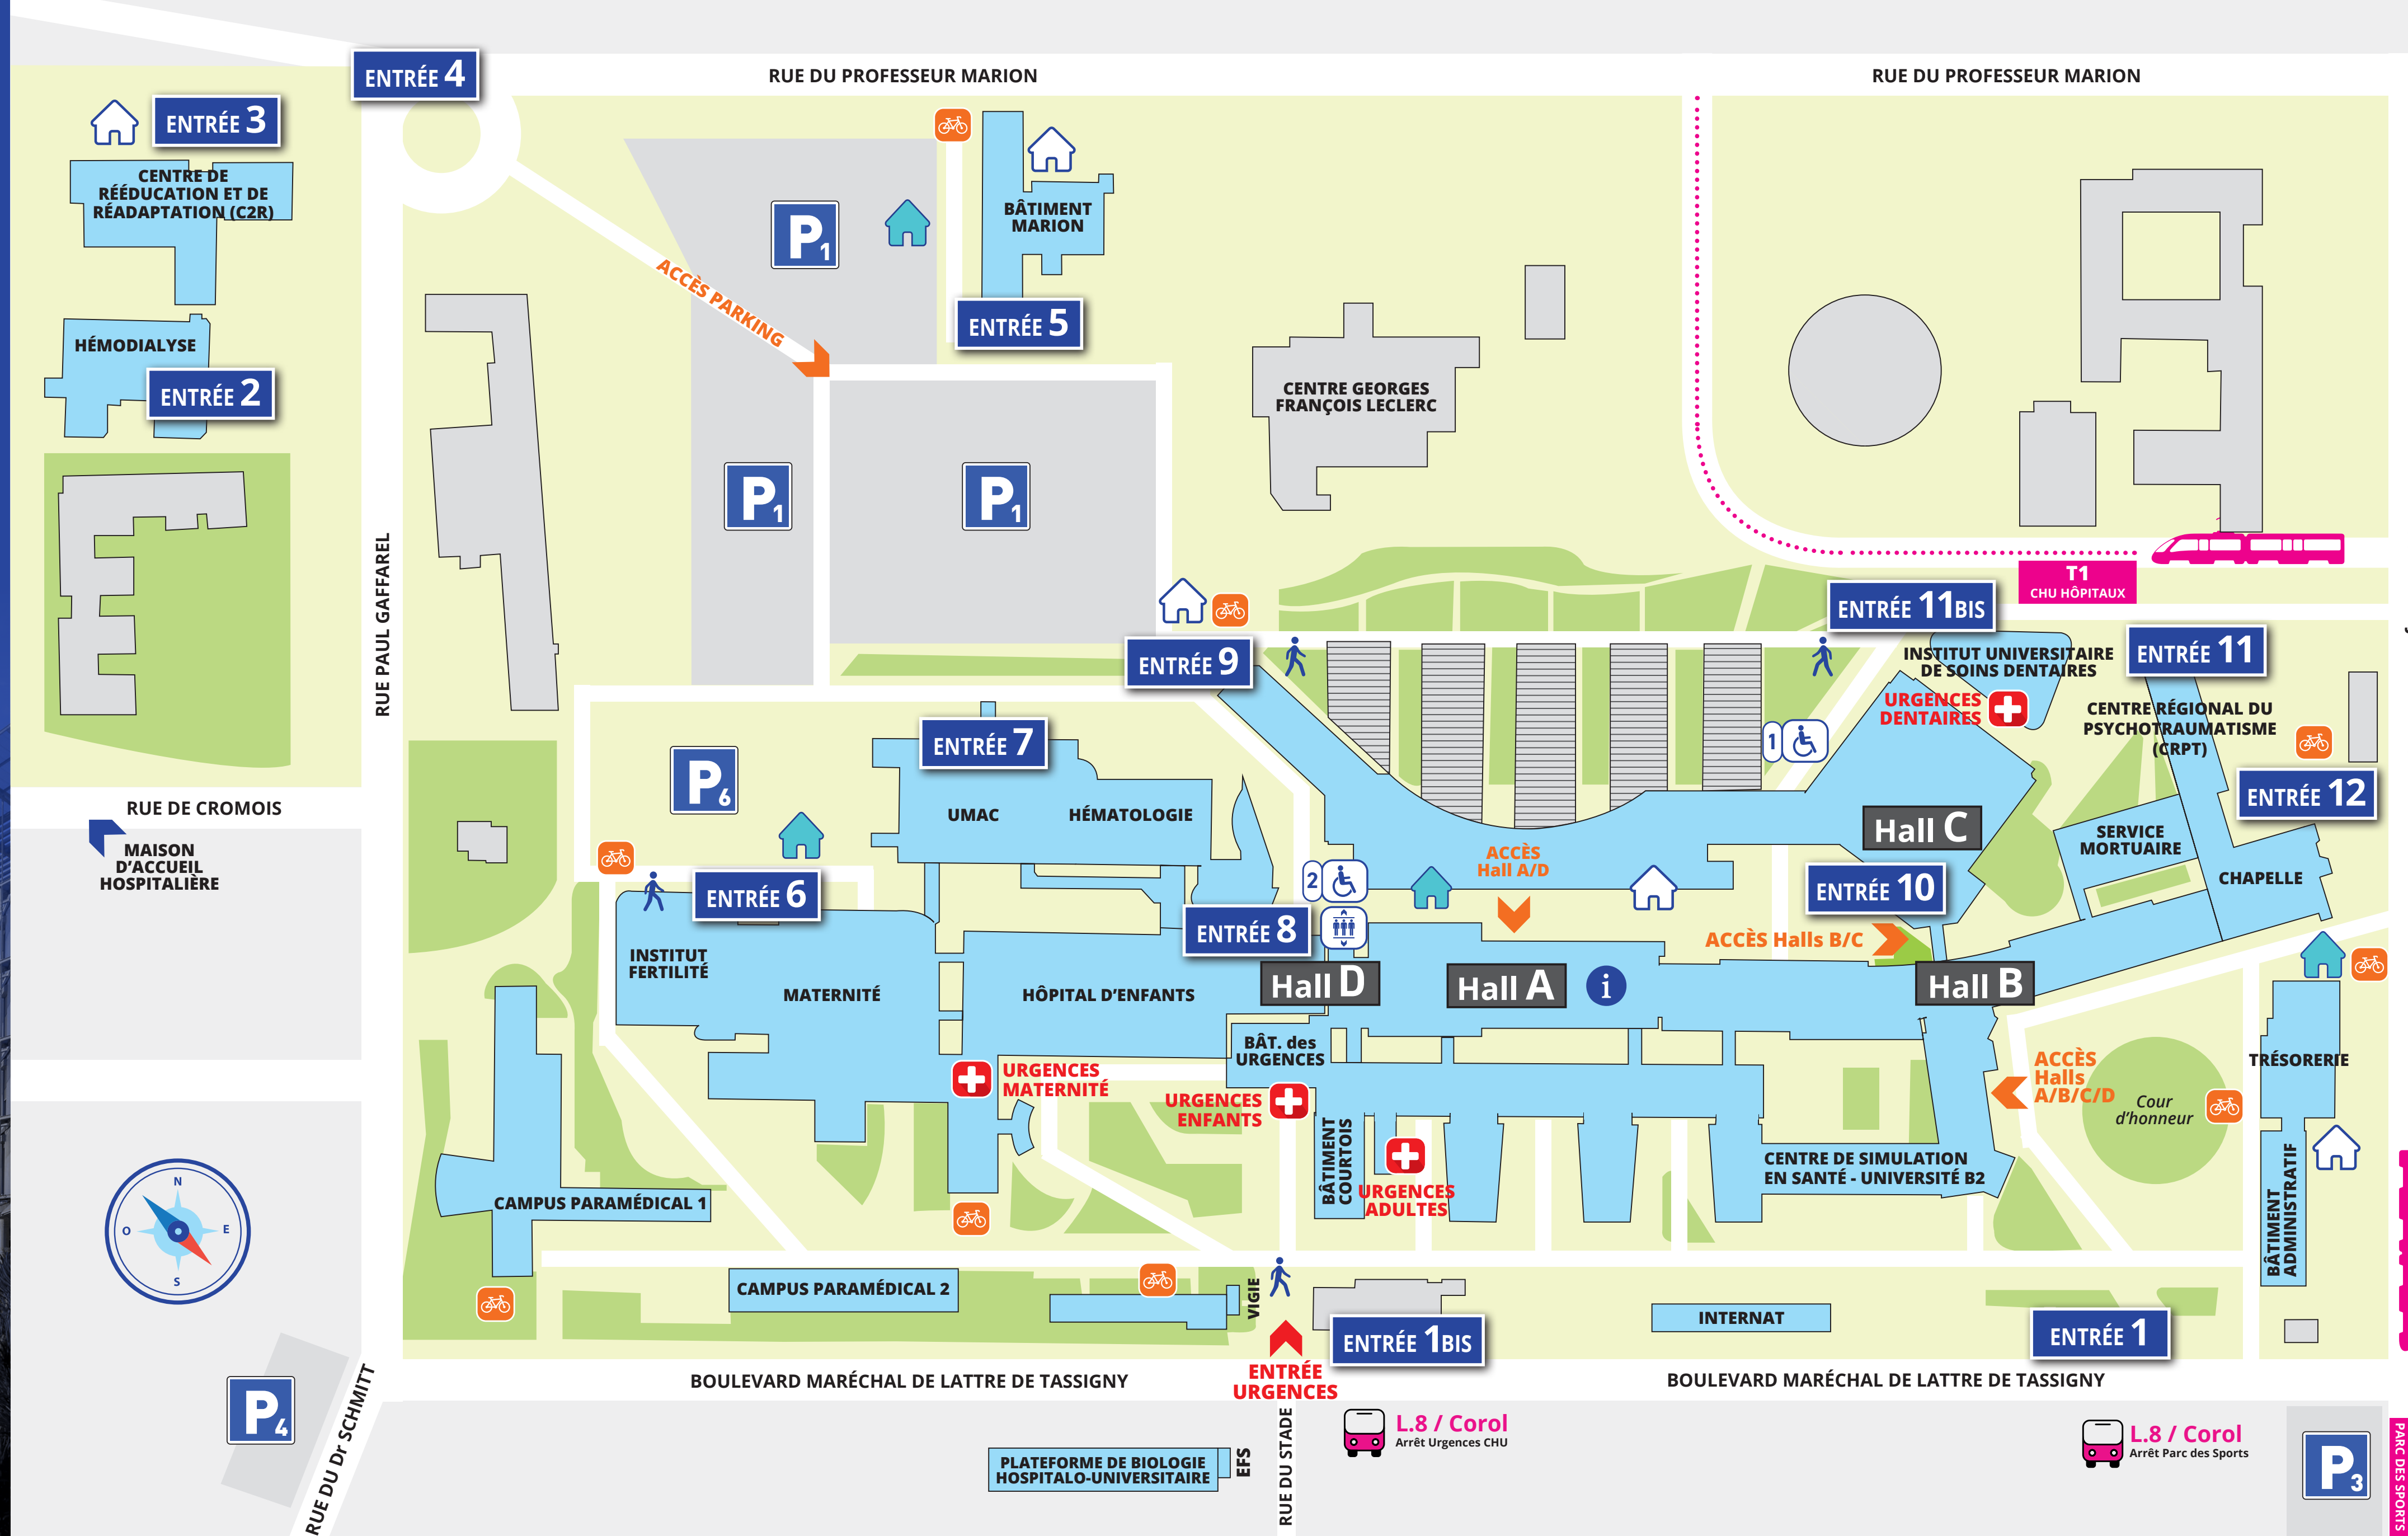 ENTRÉE 4
RUE DU PROFESSEUR MARION
RUE DU PROFESSEUR MARION
ENTRÉE 3
CENTRE DE
RÉÉDUCATION ET DE
RÉADAPTATION (C2R)
P1
BÂTIMENT
MARION
ACCÈS PARKING
ENTRÉE 5
HÉMODIALYSE
ENTRÉE 2
CENTRE GEORGES
FRANÇOIS LECLERC
P1
P1
RUE PAUL GAFFAREL
T1
CHU HÔPITAUX
ENTRÉE 11BIS
ENTRÉE 9
INSTITUT UNIVERSITAIRE
DE SOINS DENTAIRES
ENTRÉE 11
URGENCES
DENTAIRES
CENTRE RÉGIONAL DU
PSYCHOTRAUMATISME
(CRPT)
ENTRÉE 7
1
P6
ENTRÉE 12
RUE DE CROMOIS
UMAC
HÉMATOLOGIE
Hall C
SERVICE
MORTUAIRE
MAISON
D'ACCUEIL
HOSPITALIÈRE
ACCÈS
Hall A/D
CHAPELLE
2
ENTRÉE 6
ENTRÉE 10
ENTRÉE 8
ACCÈS Halls B/C
INSTITUT
FERTILITÉ
MATERNITÉ
HÔPITAL D'ENFANTS
Hall D
Hall A
i
Hall B
BÂT. des
URGENCES
TRÉSORERIE
URGENCES
MATERNITÉ
ACCÈS
Halls
A/B/C/D
URGENCES
ENFANTS
Cour
d'honneur
BÂTIMENT
COURTOIS
URGENCES
ADULTES
CENTRE DE SIMULATION
EN SANTÉ - UNIVERSITÉ B2
BÂTIMENT
ADMINISTRATIF
N
O
E
S
CAMPUS PARAMÉDICAL 1
CAMPUS PARAMÉDICAL 2
VIGIE
INTERNAT
ENTRÉE 1BIS
ENTRÉE 1
ENTRÉE
URGENCES
BOULEVARD MARÉCHAL DE LATTRE DE TASSIGNY
BOULEVARD MARÉCHAL DE LATTRE DE TASSIGNY
P4
RUE DU Dr SCHMITT
PLATEFORME DE BIOLOGIE
HOSPITALO-UNIVERSITAIRE
EFS
RUE DU STADE
L.8 / Corol
Arrêt Urgences CHU
L.8 / Corol
Arrêt Parc des Sports
P3
PARC DES SPORTS